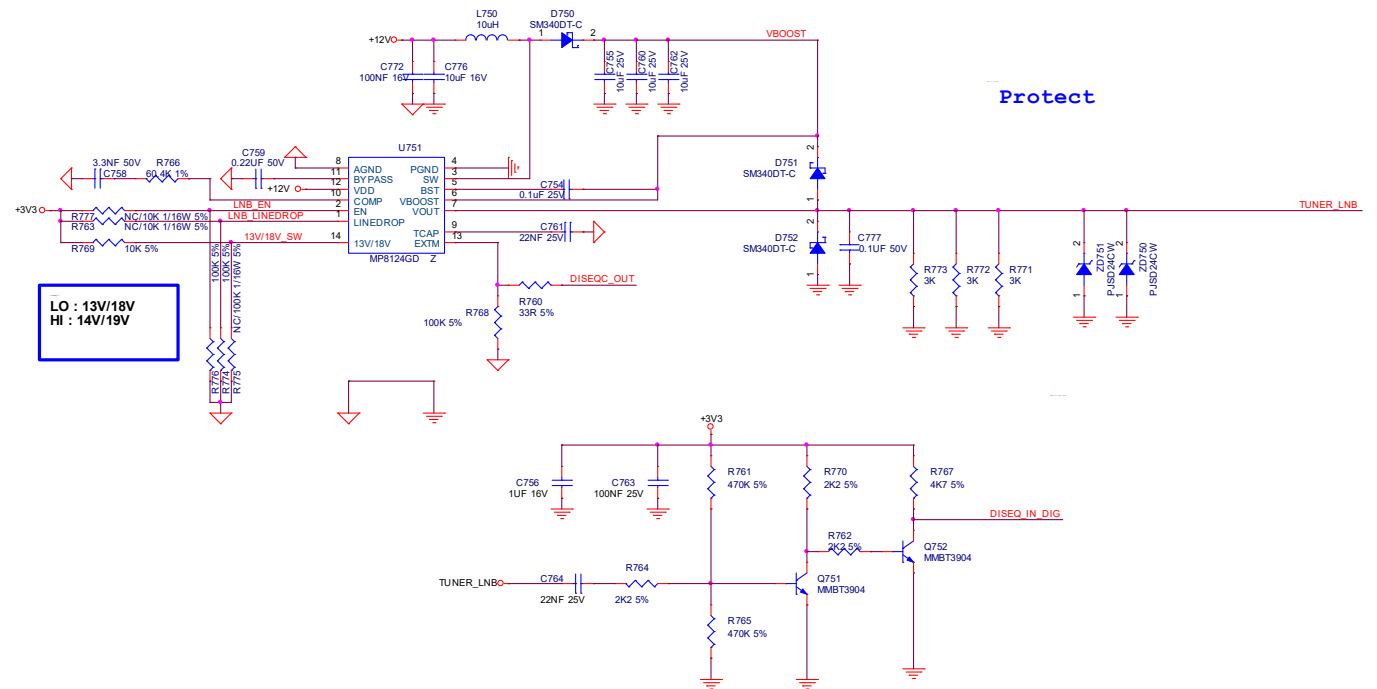 L750
10uH
D750
SM340DT-C
+12V
1
2
VBOOST
C772
100NF 16V
C776
10uF 16V
C755
10uF 25V
C760
10uF 25V
C762
10uF 25V
Protect
U751
3.3NF 50V
C758
R766
60.4K 1%
C759
0.22UF 50V
+12V
8
11
12
10
2
1
14
AGND
BYPASS
VDD
COMP
EN
LINEDROP
13V/18V
PGND
SW
BST
VBOOST
VOUT
TCAP
EXTM
4
3
5
6
7
9
13
MP8124GD
Z
C754
0.1uF 25V
C761
22NF 25V
+3V3
LNB_EN
R777
NC/10K 1/16W 5%
LNB_LINEDROP
R763
NC/10K 1/16W 5%
13V/18V_SW
R769
10K 5%
100K 5%
100K 5%
NC/100K 1/16W 5%
R776
R774
R775
LO : 13V/18V
HI : 14V/19V
DISEQC_OUT
R760
33R 5%
R768
100K 5%
2
D751
SM340DT-C
1
2
D752
SM340DT-C
1
C777
0.1UF 50V
TUNER_LNB
R773
3K
R772
3K
R771
3K
2
1
ZD751
PJSD24CW
2
1
ZD750
PJSD24CW
+3V3
C756
1UF 16V
C763
100NF 25V
R761
470K 5%
R770
2K2 5%
R767
4K7 5%
DISEQ_IN_DIG
R762
2K2 5%
Q752
MMBT3904
TUNER_LNB
C764
22NF 25V
R764
2K2 5%
Q751
MMBT3904
R765
470K 5%